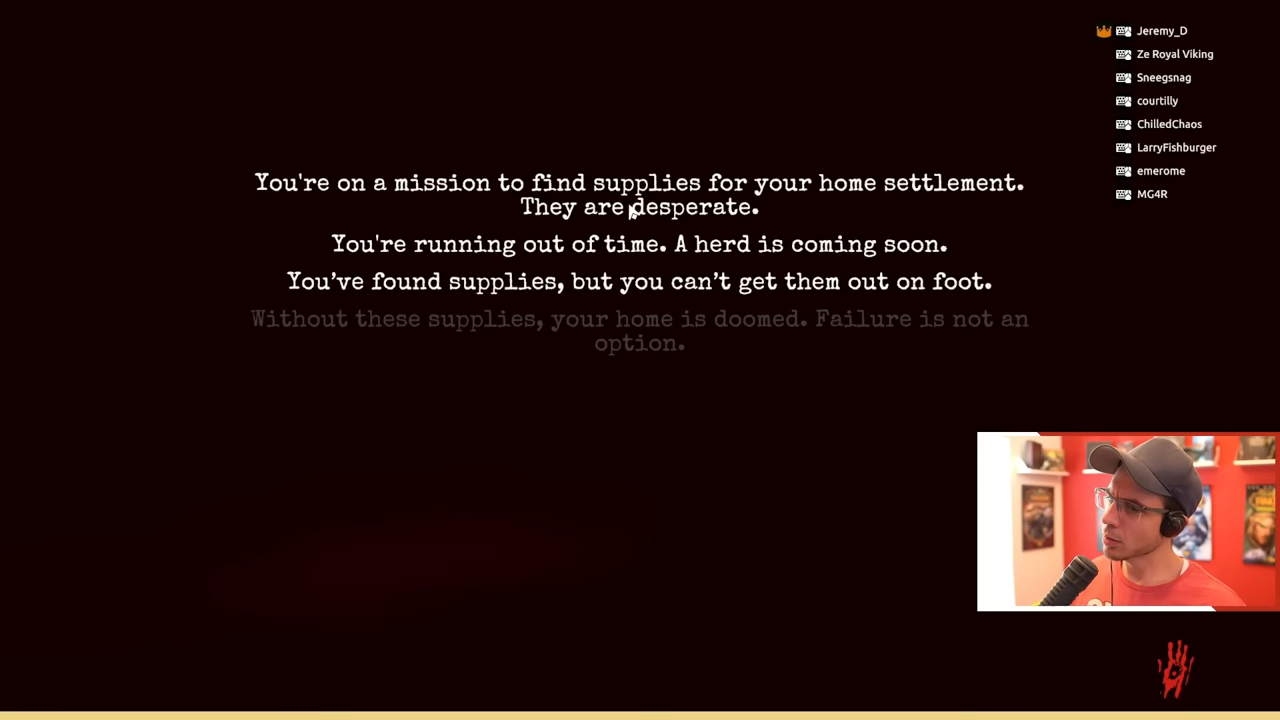 Jeremy_D
Ze Royal Viking
Sneegsnag
courtilly
ChilledChaos
LarryFishburger
emerome
MG4R
You're on a mission to find supplies for your home settlement.
They are desperate.
You're running out of time. A herd is coming soon.
You’ve found supplies, but you can’t get them out on foot.
Without these supplies, your home is doomed. Failure is not an
option.